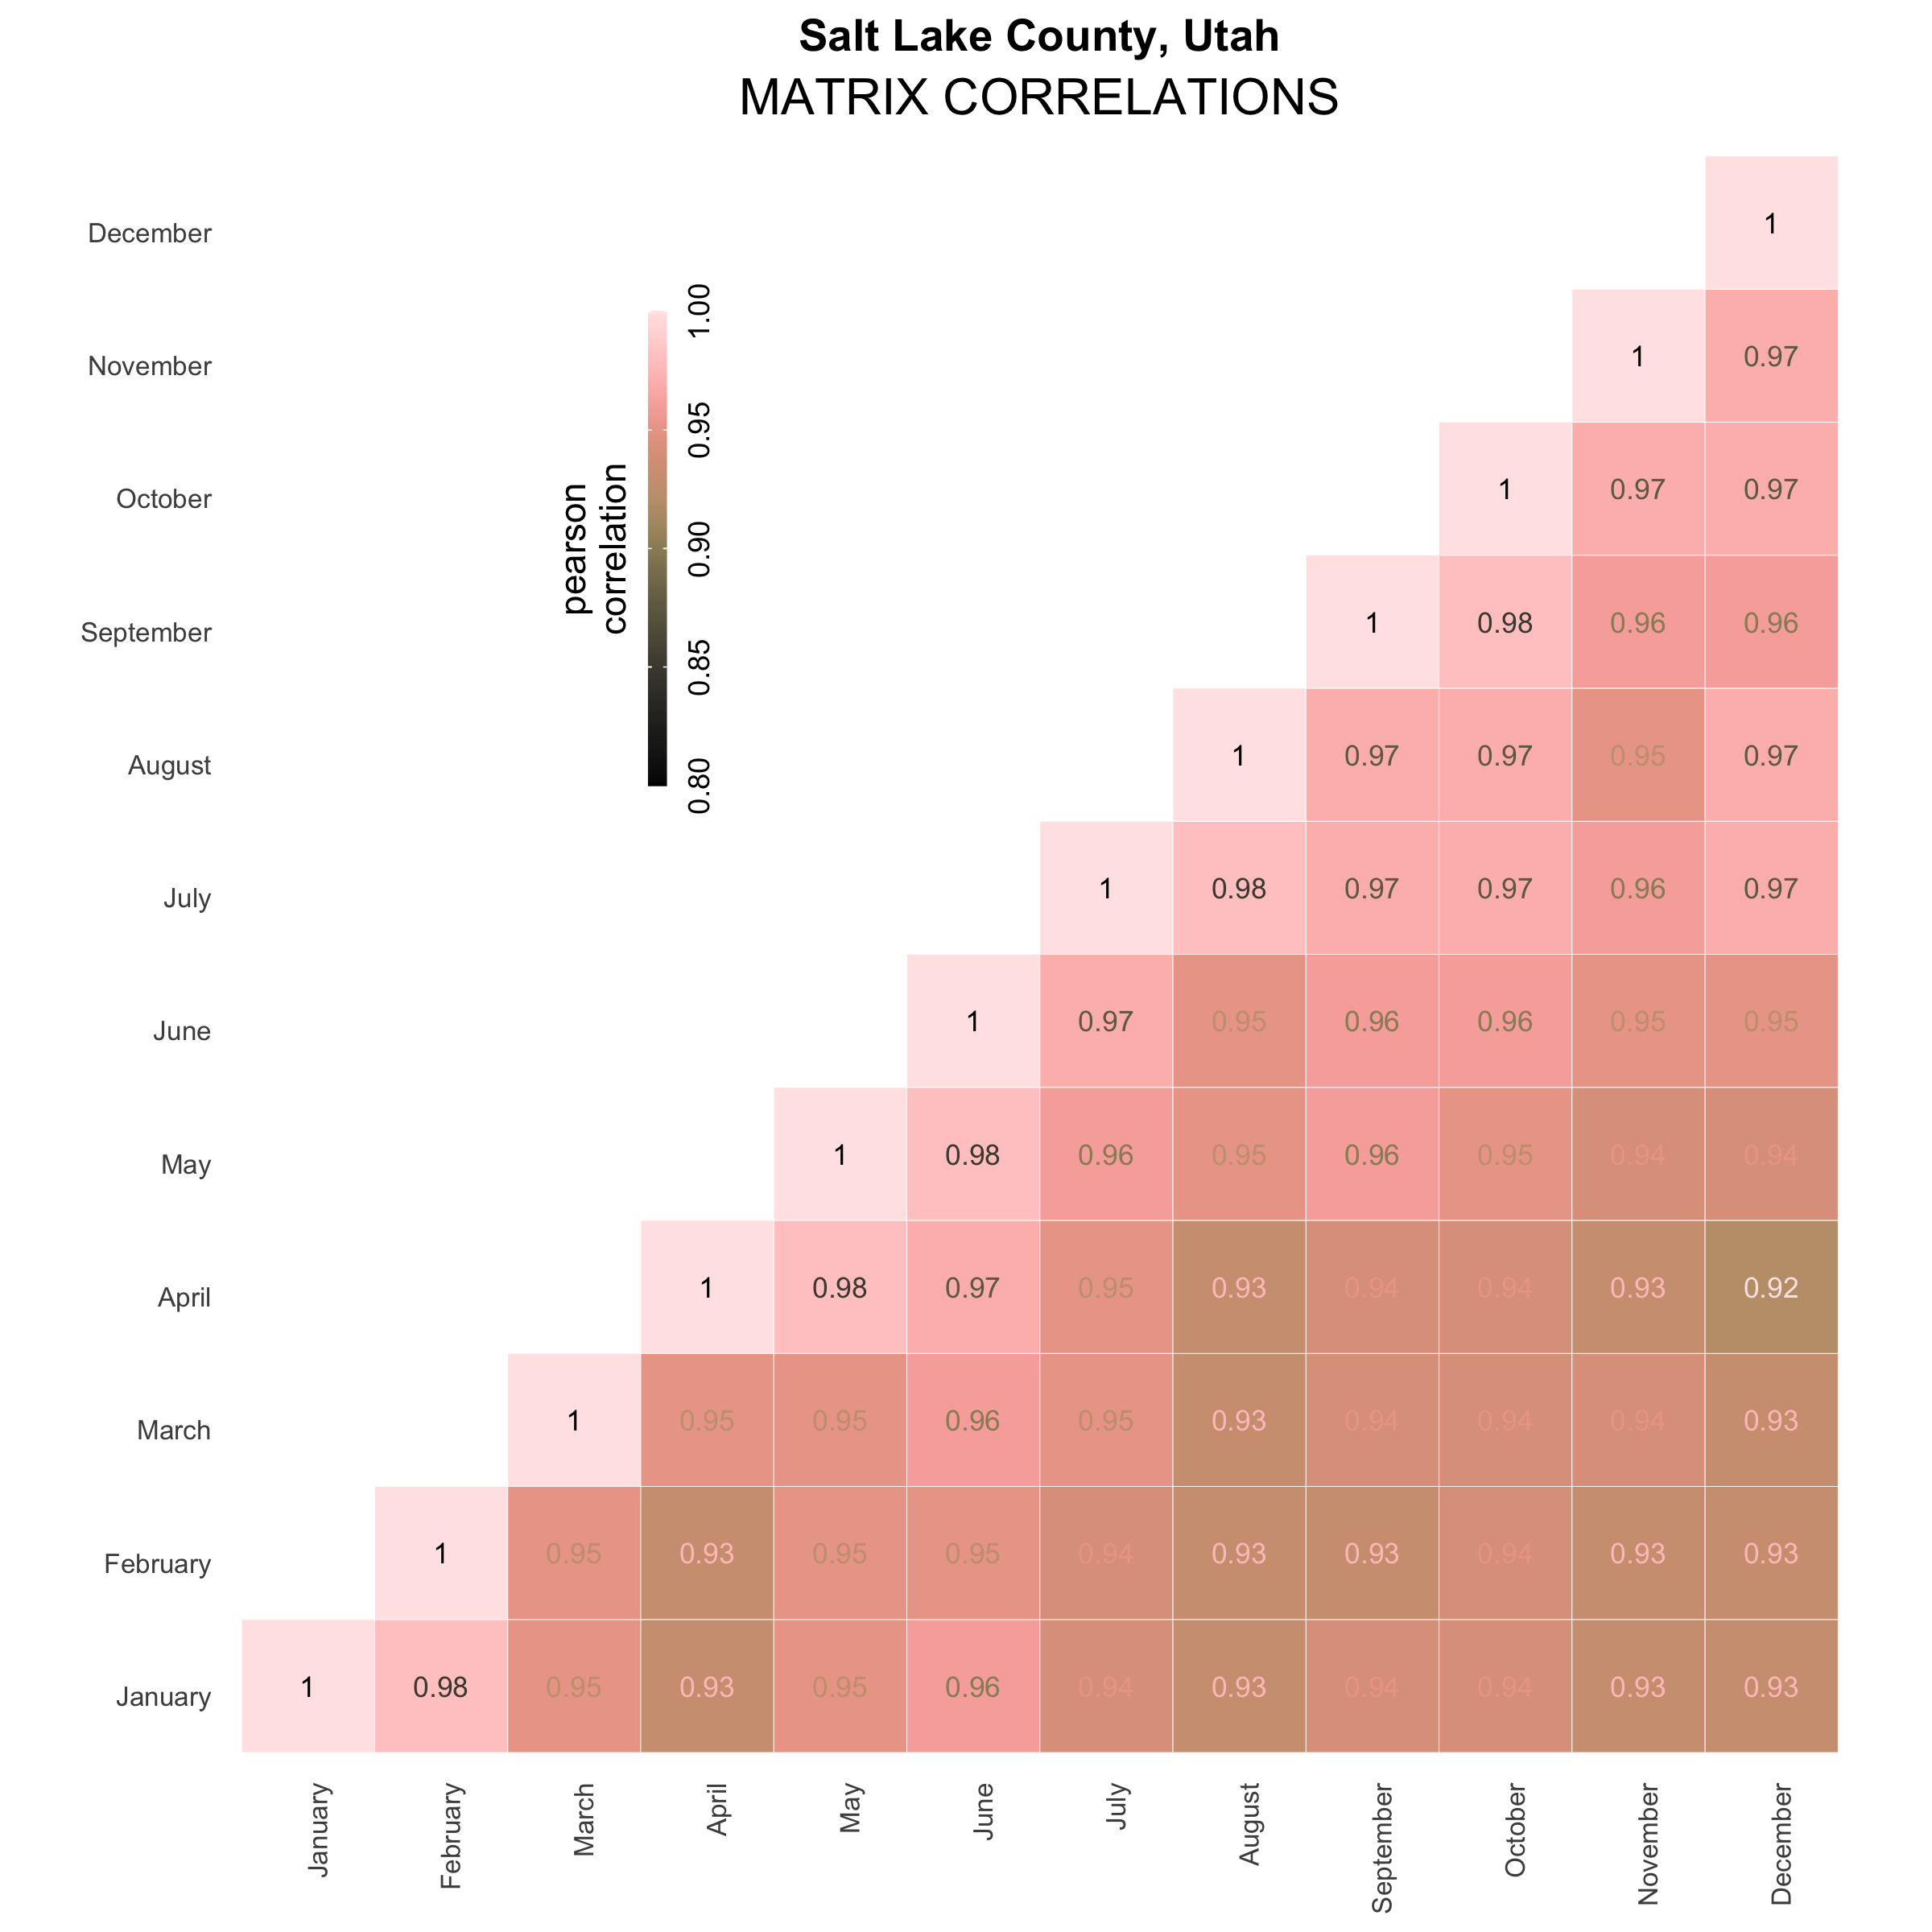 Salt Lake County, Utah
MATRIX CORRELATIONS
December 1
November 1 0.97
October 1 0.97 0.97
September 1 0.98 0.96 0.96
August 1 0.97 0.97 0.95 0.97
July 1 0.98 0.97 0.97 0.96 0.97
June 1 0.97 0.95 0.96 0.96 0.95 0.95
May 1 0.98 0.96 0.95 0.96 0.95 0.94 0.94
April 1 0.98 0.97 0.95 0.93 0.94 0.94 0.93 0.92
March 1 0.95 0.95 0.96 0.95 0.93 0.94 0.94 0.94 0.93
February 1 0.95 0.93 0.95 0.95 0.94 0.93 0.93 0.94 0.93 0.93
January 1 0.98 0.95 0.93 0.95 0.96 0.94 0.93 0.94 0.94 0.93 0.93
January February March April May June July August September October November December
pearson
correlation
0.80 0.85 0.90 0.95 1.00